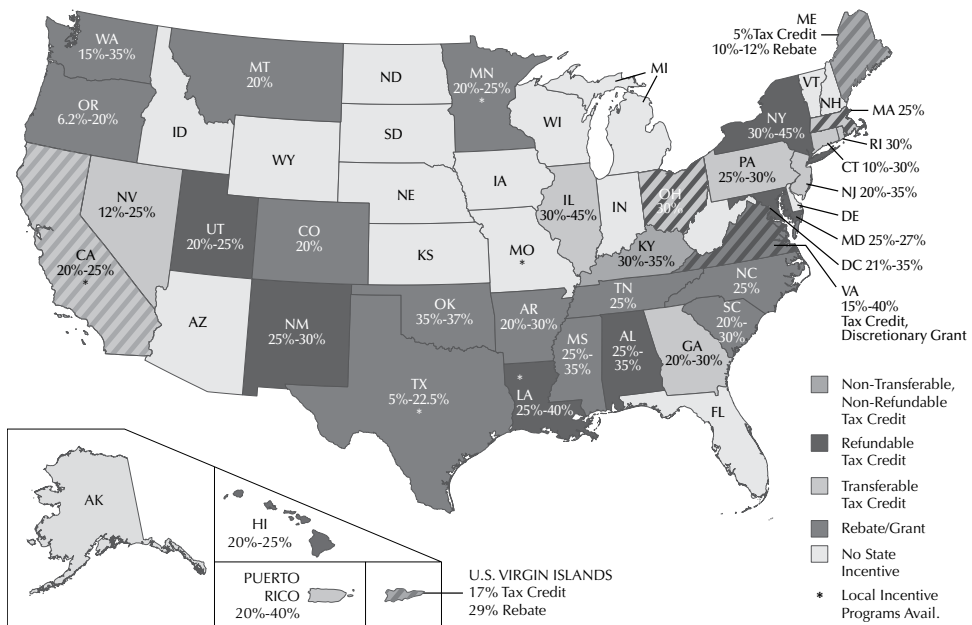 WA
15%-35%
MT
20%
ND
MN
20%-25%
*
MI
ME
5%Tax Credit
10%-12% Rebate
VT
NH
MA 25%
RI 30%
CT 10%-30%
NJ 20%-35%
DE
MD 25%-27%
DC 21%-35%
VA
15%-40%
Tax Credit,
Discretionary Grant
OR
6.2%-20%
ID
WY
SD
WI
NY
30%-45%
PA
25%-30%
NV
12%-25%
UT
20%-25%
CO
20%
NE
IA
IL
30%-45%
IN
OH
30%
CA
20%-25%
*
KS
MO
*
KY
30%-35%
AZ
NM
25%-30%
OK
35%-37%
AR
20%-30%
TN
25%
NC
25%
SC
20%-
30%
MS
25%-
35%
AL
25%-
35%
GA
20%-30%
TX
5%-22.5%
*
*
LA
25%-40%
FL
AK
HI
20%-25%
PUERTO
RICO
20%-40%
U.S. VIRGIN ISLANDS
17% Tax Credit
29% Rebate
Non-Transferable,
Non-Refundable
Tax Credit
Refundable
Tax Credit
Transferable
Tax Credit
Rebate/Grant
No State
Incentive
* Local Incentive
Programs Avail.